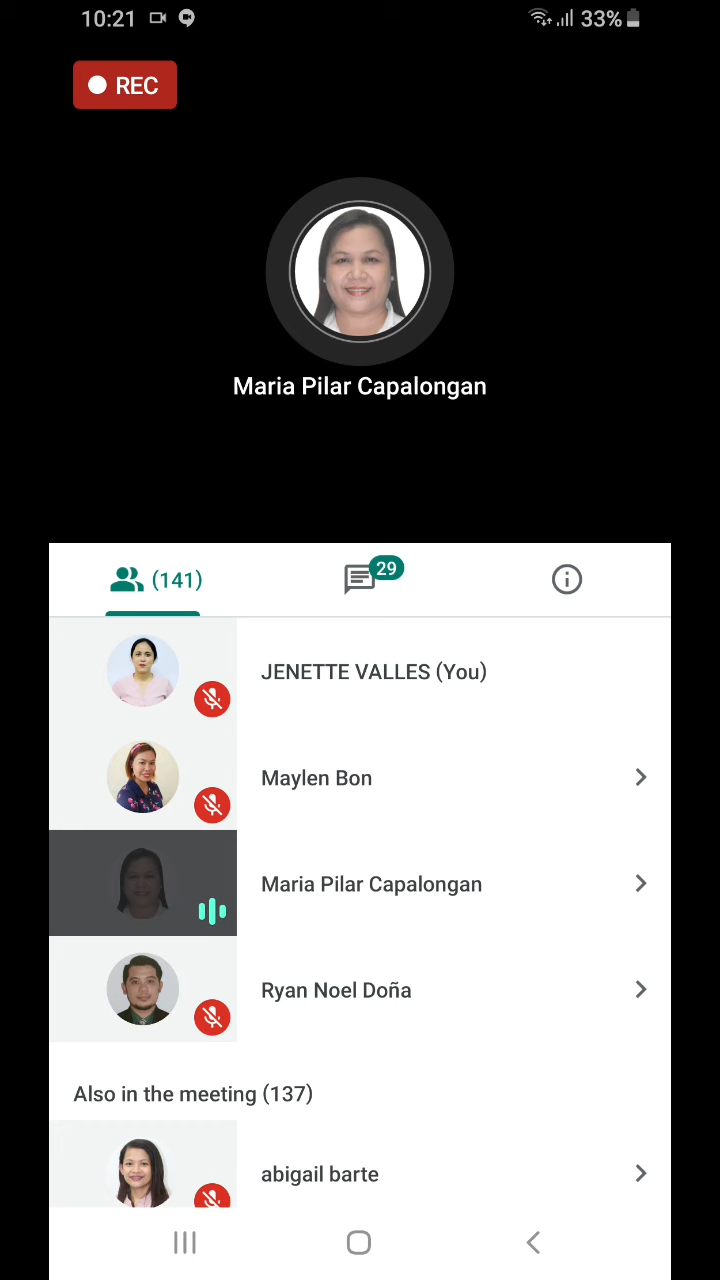 10:21
33%
REC
Maria Pilar Capalongan
(141)
29
JENETTE VALLES (You)
Maylen Bon
Maria Pilar Capalongan
Ryan Noel Doña
Also in the meeting (137)
abigail barte